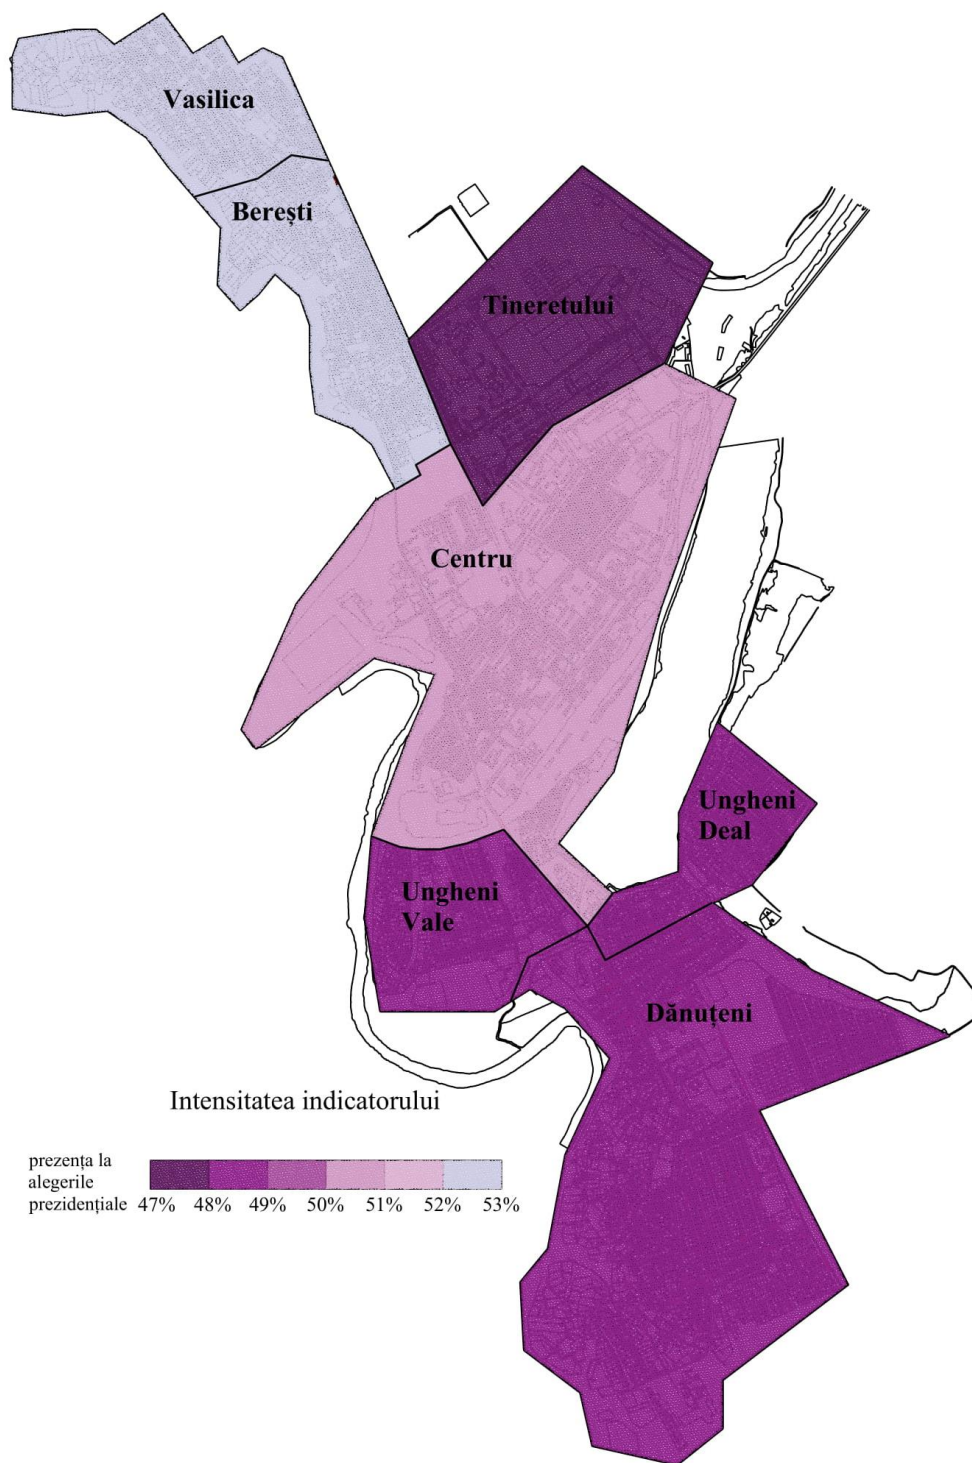 Vasilica
Berești
Tineretului
Centru
Ungheni
Deal
Ungheni
Vale
Dănuțeni
Intensitatea indicatorului
prezența la
alegerile
prezidențiale 47% 48% 49% 50% 51% 52% 53%